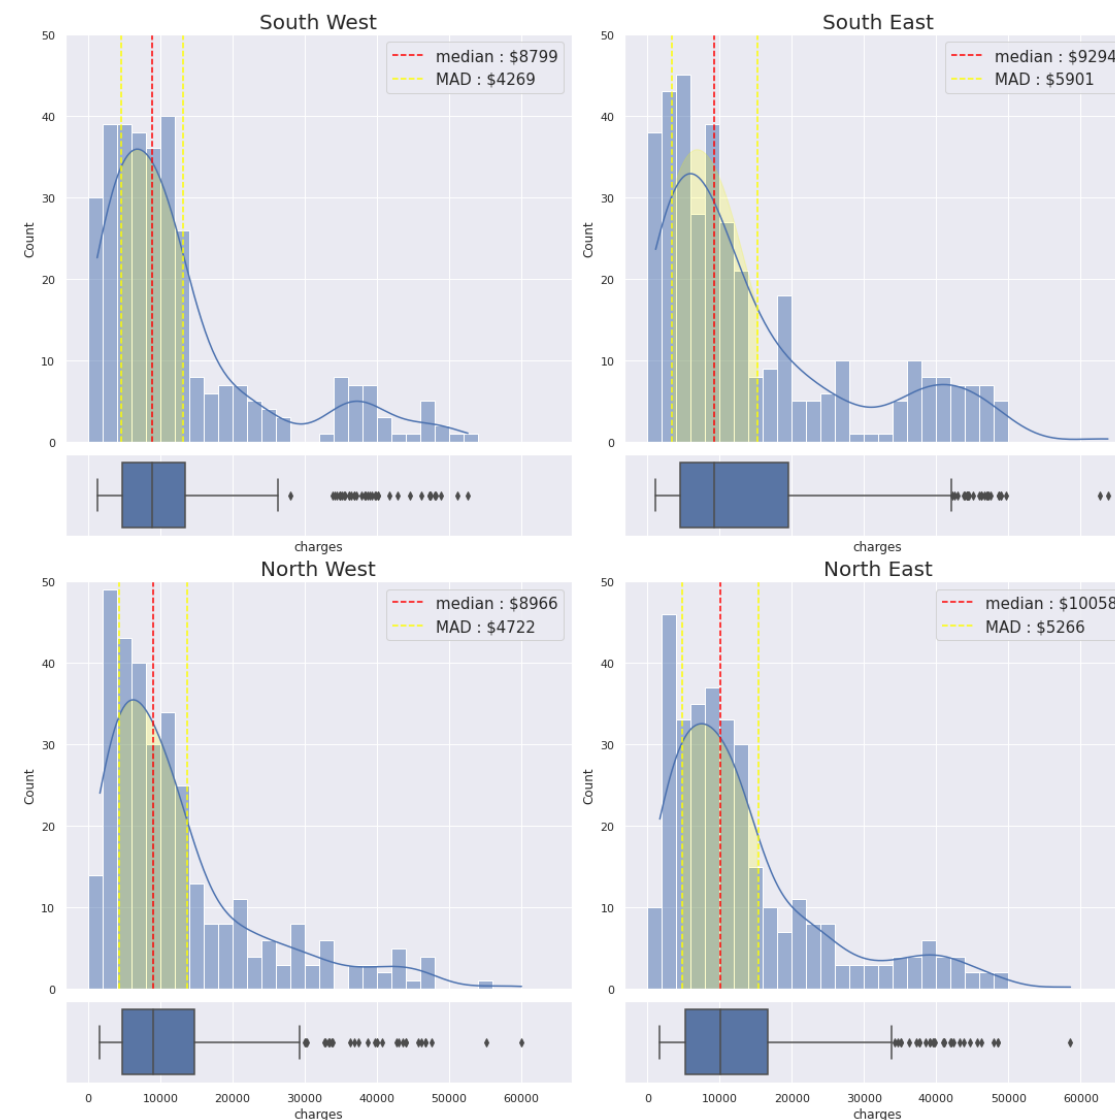 South West
50
40
30
20
10
0
Count
median : $8799
MAD : $4269
charges
South East
50
40
30
20
10
0
Count
median : $9294
MAD : $5901
charges
North West
50
40
30
20
10
0
Count
median : $8966
MAD : $4722
0 10000 20000 30000 40000 50000 60000
charges
North East
50
40
30
20
10
0
Count
median : $10058
MAD : $5266
0 10000 20000 30000 40000 50000 60000
charges